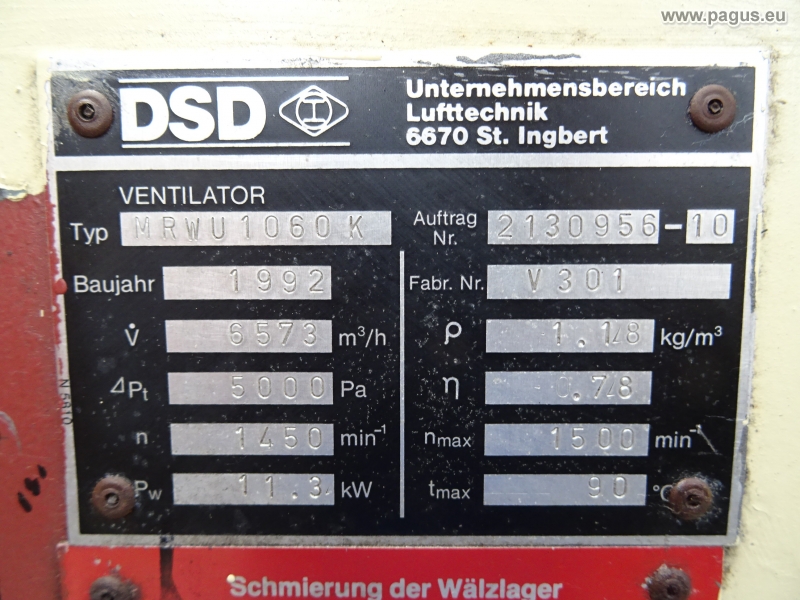 www.pagus.eu
DSD
Unternehmensbereich
Lufttechnik
6670 St. Ingbert
VENTILATOR
Typ MRWU1060K
Auftrag Nr. 2130956-10
Baujahr 1992
Fabr. Nr. V301
V̇ 6573 m³/h
ρ 1.18 kg/m³
ΔPt 5000 Pa
η 0.78
n 1450 min⁻¹
nmax 1500 min⁻¹
Pw 11.3 kW
tmax 90 °C
N 5810
Schmierung der Wälzlager